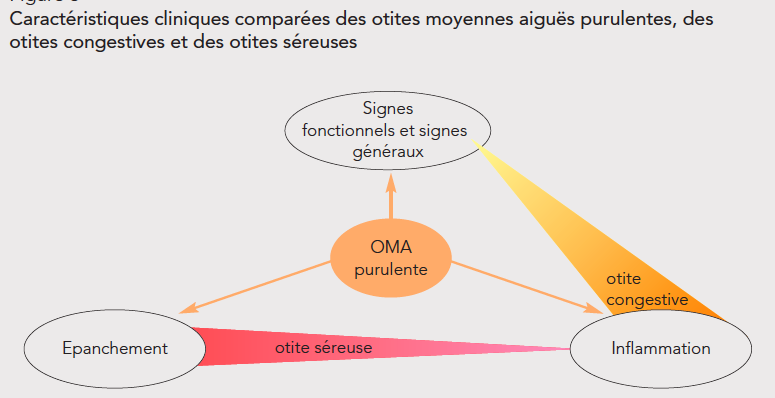 Caractéristiques cliniques comparées des otites moyennes aiguës purulentes, des
otites congestives et des otites séreuses
Signes
fonctionnels et signes
généraux
OMA
purulente
otite
congestive
Epanchement
otite séreuse
Inflammation